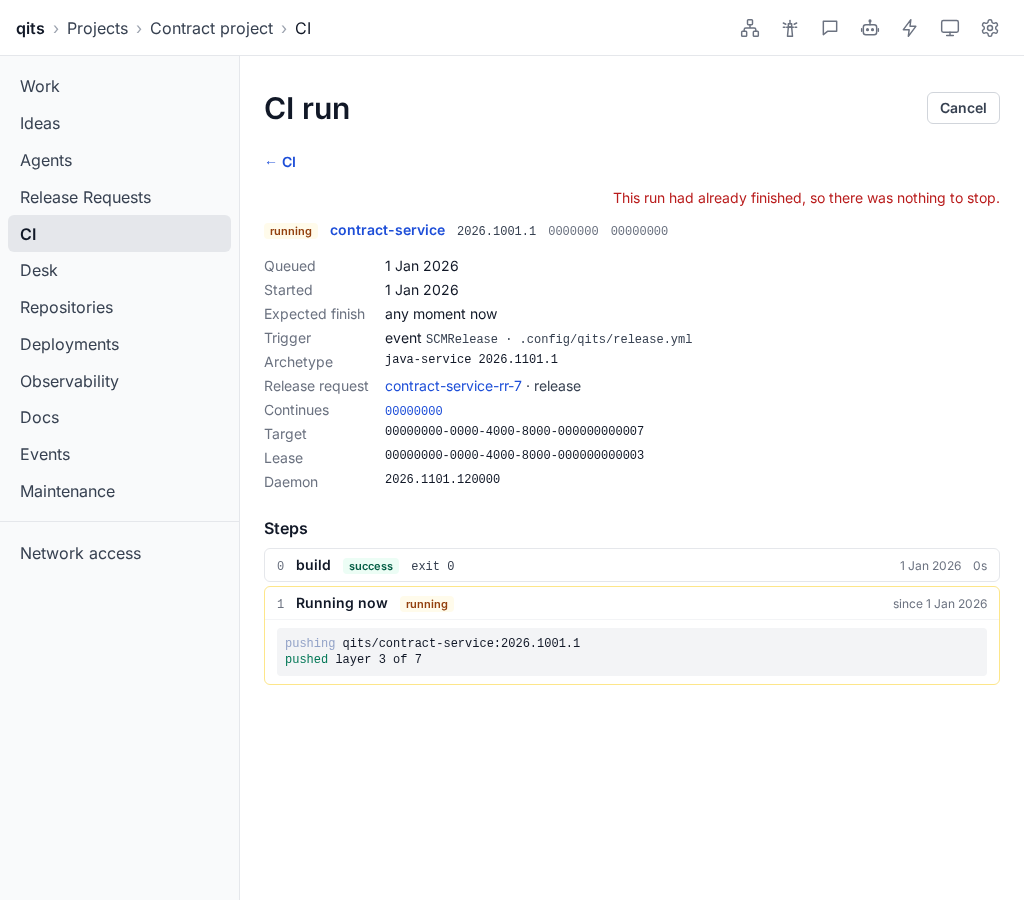 qits › Projects › Contract project › CI
Work
Ideas
Agents
Release Requests
CI
Desk
Repositories
Deployments
Observability
Docs
Events
Maintenance
Network access
CI run
Cancel
← CI
This run had already finished, so there was nothing to stop.
running contract-service 2026.1001.1 0000000 00000000
Queued 1 Jan 2026
Started 1 Jan 2026
Expected finish any moment now
Trigger event SCMRelease · .config/qits/release.yml
Archetype java-service 2026.1101.1
Release request contract-service-rr-7 · release
Continues 00000000
Target 00000000-0000-4000-8000-000000000007
Lease 00000000-0000-4000-8000-000000000003
Daemon 2026.1101.120000
Steps
0 build success exit 0 1 Jan 2026 0s
1 Running now running since 1 Jan 2026
pushing qits/contract-service:2026.1001.1
pushed layer 3 of 7